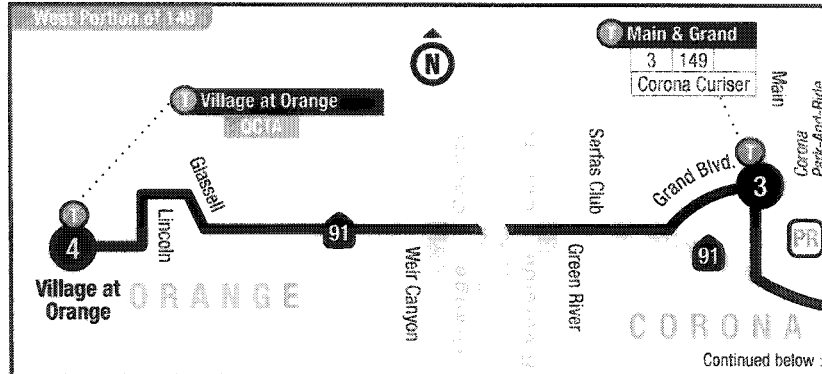 West Portion of 149
T Main & Grand
3 149
Corona Curiser
Main
Corona
Park-And-Ride
N
T Village at Orange
OCTA
Glassell
Lincoln
Serfas Club
Grand Blvd.
T
3
T
4
91
91
PR
Weir Canyon
Green River
Village at
Orange
ORANGE
CORONA
Continued below